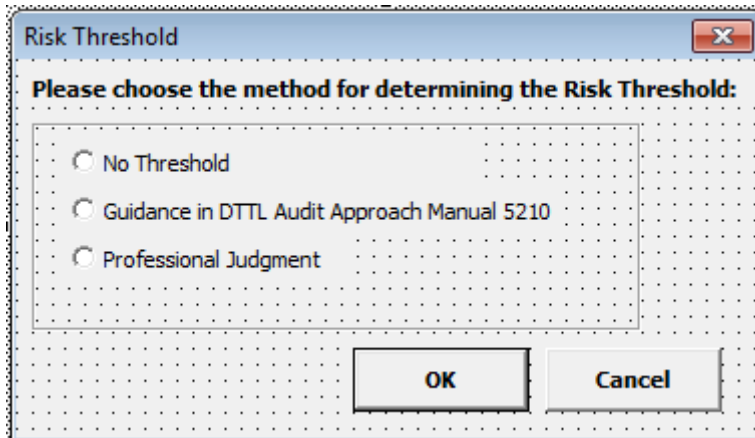 Risk Threshold
Please choose the method for determining the Risk Threshold:
No Threshold
Guidance in DTTL Audit Approach Manual 5210
Professional Judgment
OK
Cancel